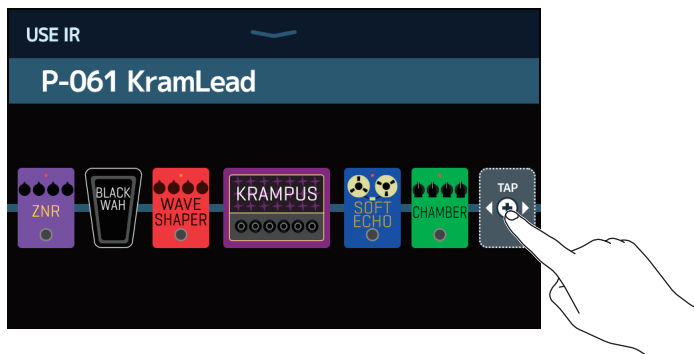 USE IR
P-061 KramLead
ZNR
BLACK
WAH
WAVE
SHAPER
KRAMPUS
SOFT
ECHO
CHAMBER
TAP